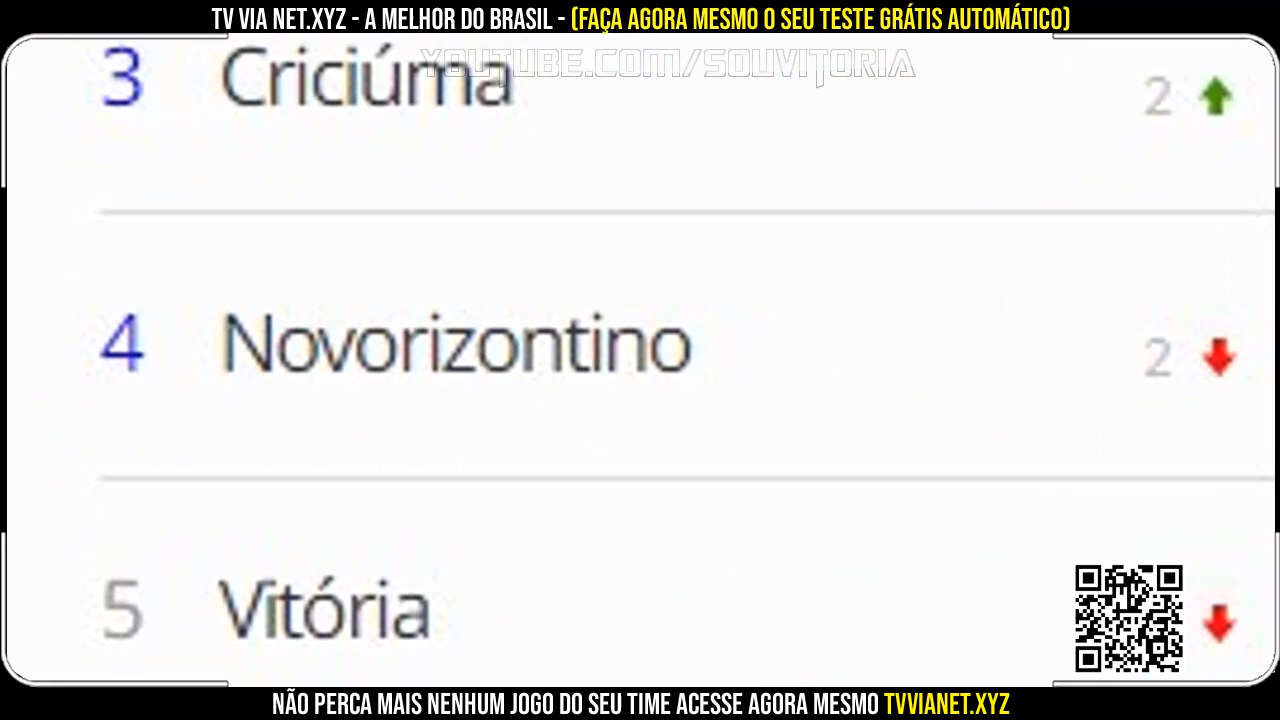 TV VIA NET.XYZ - A MELHOR DO BRASIL - (FAÇA AGORA MESMO O SEU TESTE GRÁTIS AUTOMÁTICO)
YOUTUBE.COM/SOUVITORIA
3 Criciúma 2
4 Novorizontino 2
5 Vitória
NÃO PERCA MAIS NENHUM JOGO DO SEU TIME ACESSE AGORA MESMO TVVIANET.XYZ